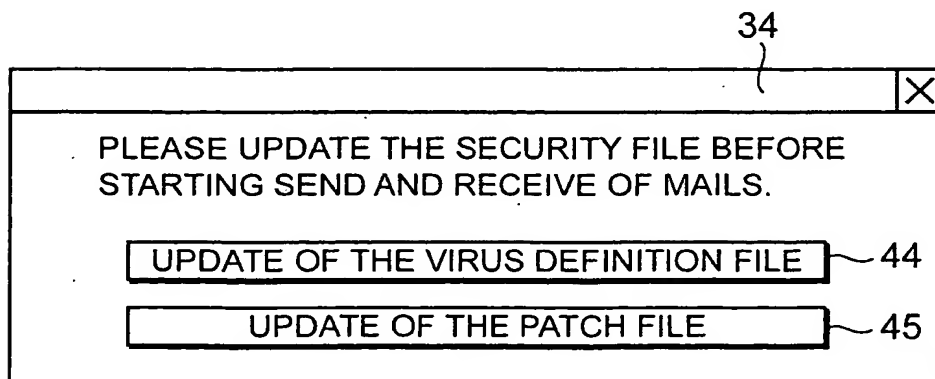 34
X
PLEASE UPDATE THE SECURITY FILE BEFORE
STARTING SEND AND RECEIVE OF MAILS.
UPDATE OF THE VIRUS DEFINITION FILE 44
UPDATE OF THE PATCH FILE 45